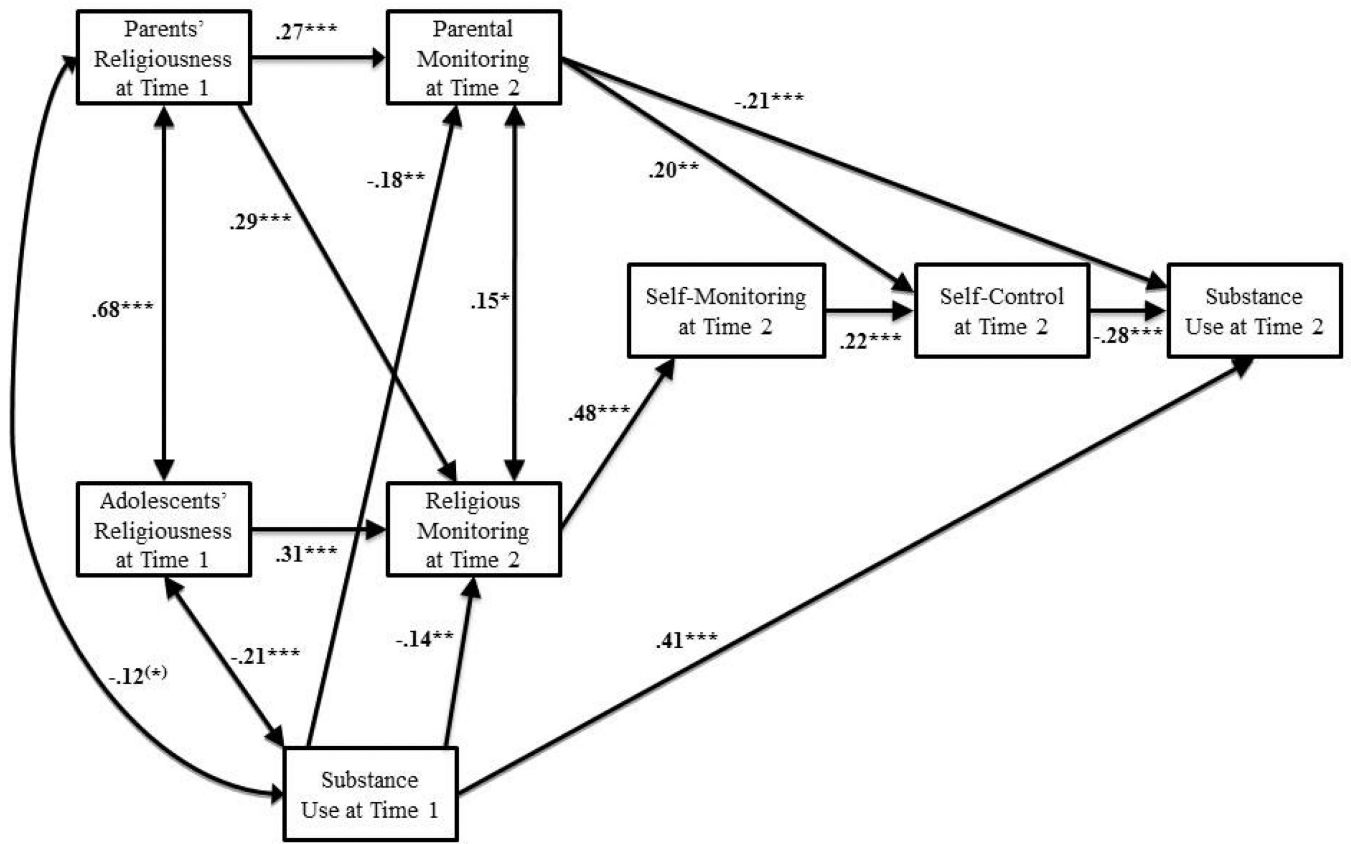 Parents’
Religiousness
at Time 1
.27***
Parental
Monitoring
at Time 2
-.21***
-.18**
.20**
.29***
.68***
.15*
Self-Monitoring
at Time 2
.22***
Self-Control
at Time 2
-.28***
Substance
Use at Time 2
.48***
Adolescents’
Religiousness
at Time 1
.31***
Religious
Monitoring
at Time 2
-.12(*)
-.21***
-.14**
.41***
Substance
Use at Time 1